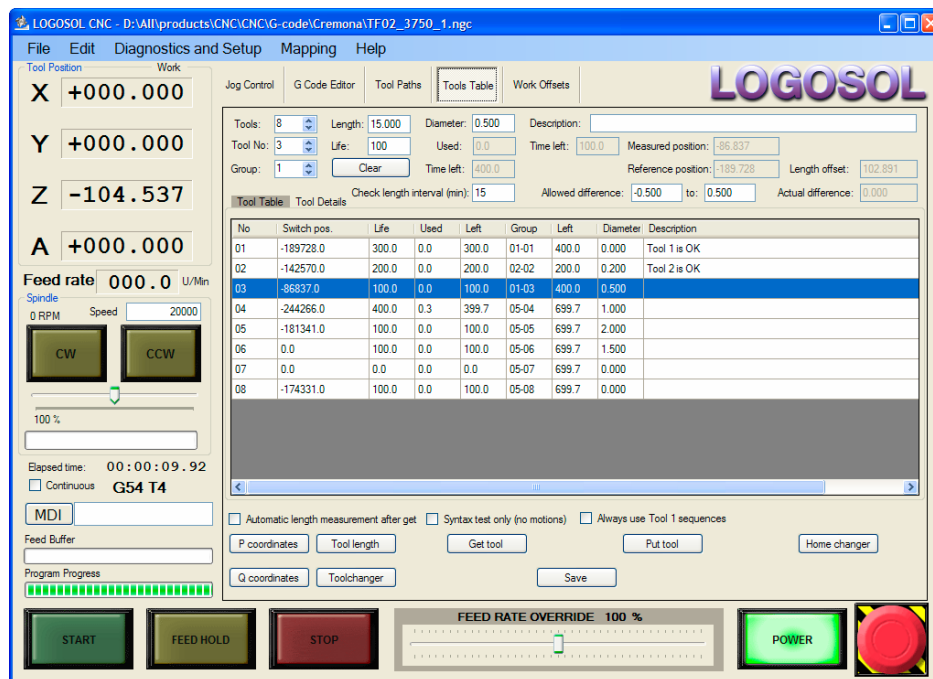 LOGOSOL CNC - D:\All\products\CNC\CNC\G-code\Cremona\TF02_3750_1.ngc
File Edit Diagnostics and Setup Mapping Help
Tool Position Work
X +000.000
Y +000.000
Z -104.537
A +000.000
Feed rate 000.0 U/Min
Spindle
0 RPM Speed 20000
CW CCW
100 %
Elapsed time: 00:00:09.92
Continuous G54 T4
MDI
Feed Buffer
Program Progress
Jog Control G Code Editor Tool Paths Tools Table Work Offsets
LOGOSOL
Tools: 8 Length: 15.000 Diameter: 0.500 Description:
Tool No: 3 Life: 100 Used: 0.0 Time left: 100.0 Measured position: -86.837
Group: 1 Clear Time left: 400.0 Reference position: -189.728 Length offset: 102.891
Check length interval (min): 15 Allowed difference: -0.500 to: 0.500 Actual difference: 0.000
Tool Table Tool Details
No Switch pos. Life Used Left Group Left Diameter Description
01 -189728.0 300.0 0.0 300.0 01-01 400.0 0.000 Tool 1 is OK
02 -142570.0 200.0 0.0 200.0 02-02 200.0 0.200 Tool 2 is OK
03 -86837.0 100.0 0.0 100.0 01-03 400.0 0.500
04 -244266.0 400.0 0.3 399.7 05-04 699.7 1.000
05 -181341.0 100.0 0.0 100.0 05-05 699.7 2.000
06 0.0 100.0 0.0 100.0 05-06 699.7 1.500
07 0.0 0.0 0.0 0.0 05-07 699.7 0.000
08 -174331.0 100.0 0.0 100.0 05-08 699.7 0.000
Automatic length measurement after get Syntax test only (no motions) Always use Tool 1 sequences
P coordinates Tool length Get tool Put tool Home changer
Q coordinates Toolchanger Save
START FEED HOLD STOP
FEED RATE OVERRIDE 100 %
POWER